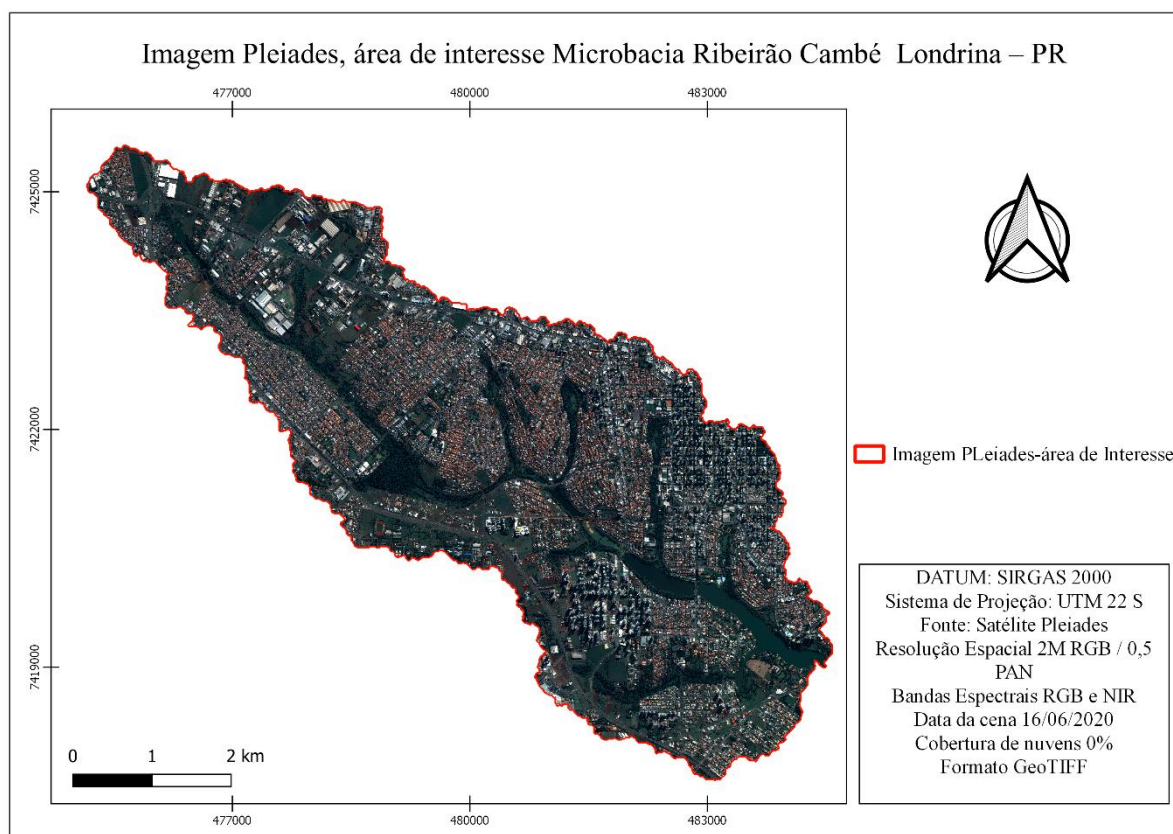 Imagem Pleiades, área de interesse Microbacia Ribeirão Cambé Londrina – PR
477000
480000
483000
7425000
7422000
7419000
Imagem PLeiades-área de Interesse
DATUM: SIRGAS 2000
Sistema de Projeção: UTM 22 S
Fonte: Satélite Pleiades
Resolução Espacial 2M RGB / 0,5
PAN
Bandas Espectrais RGB e NIR
Data da cena 16/06/2020
Cobertura de nuvens 0%
Formato GeoTIFF
0 1 2 km
477000
480000
483000